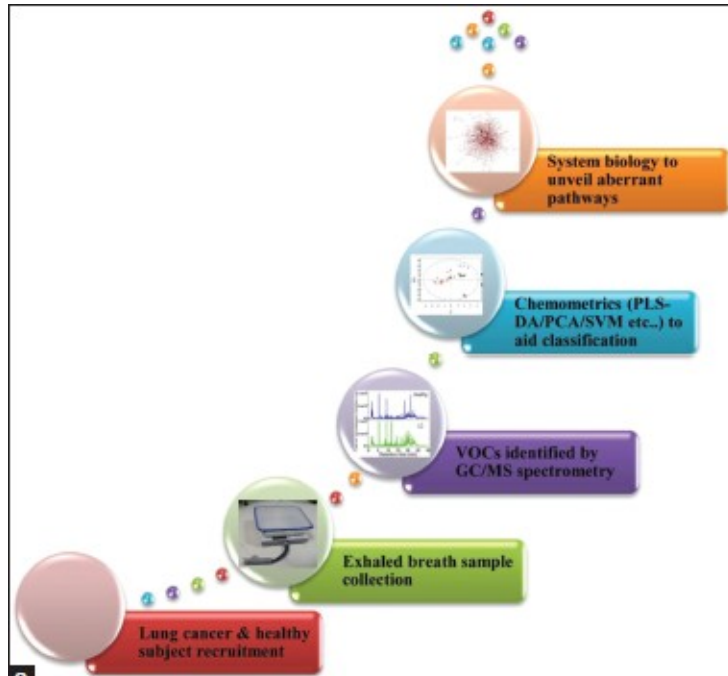 System biology to
unveil aberrant
pathways
Chemometrics (PLS-
DA/PCA/SVM etc..) to
aid classification
VOCs identified by
GC/MS spectrometry
Exhaled breath sample
collection
Lung cancer & healthy
subject recruitment